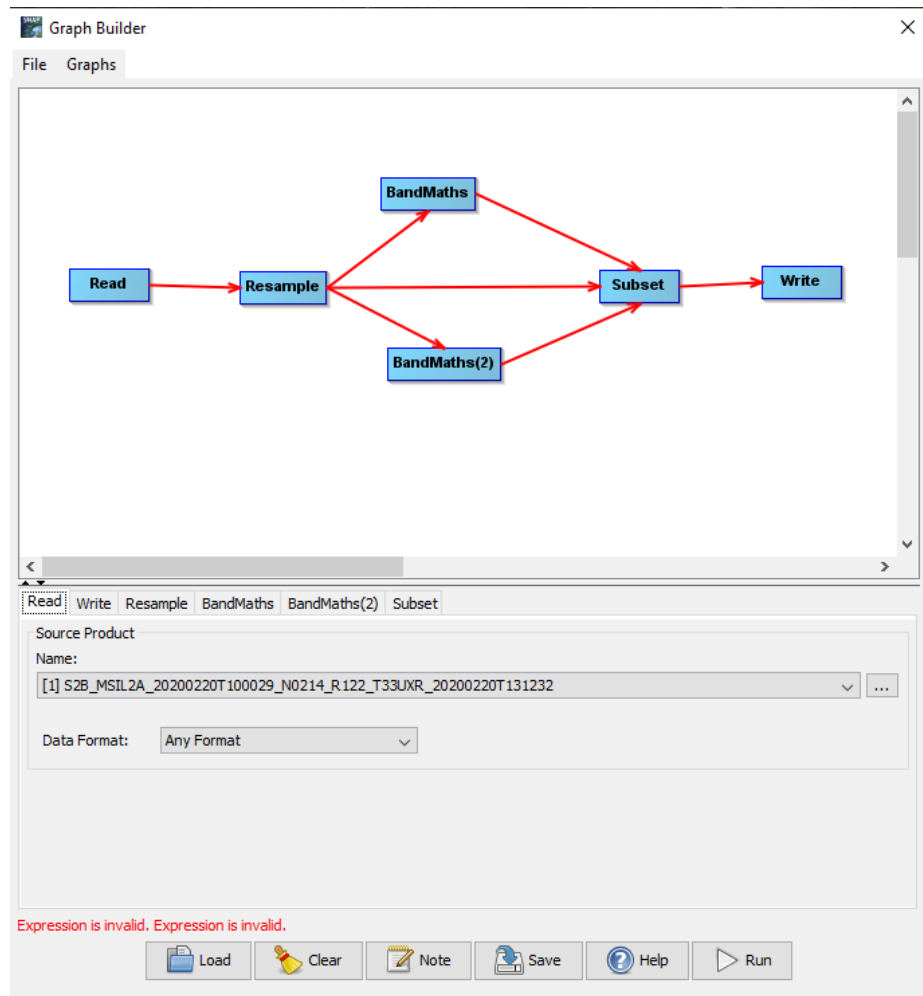 SNAP
Graph Builder
File Graphs
BandMaths
Read
Resample
Subset
Write
BandMaths(2)
Read Write Resample BandMaths BandMaths(2) Subset
Source Product
Name:
[1] S2B_MSIL2A_20200220T100029_N0214_R122_T33UXR_20200220T131232
...
Data Format: Any Format
Expression is invalid. Expression is invalid.
Load Clear Note Save Help Run